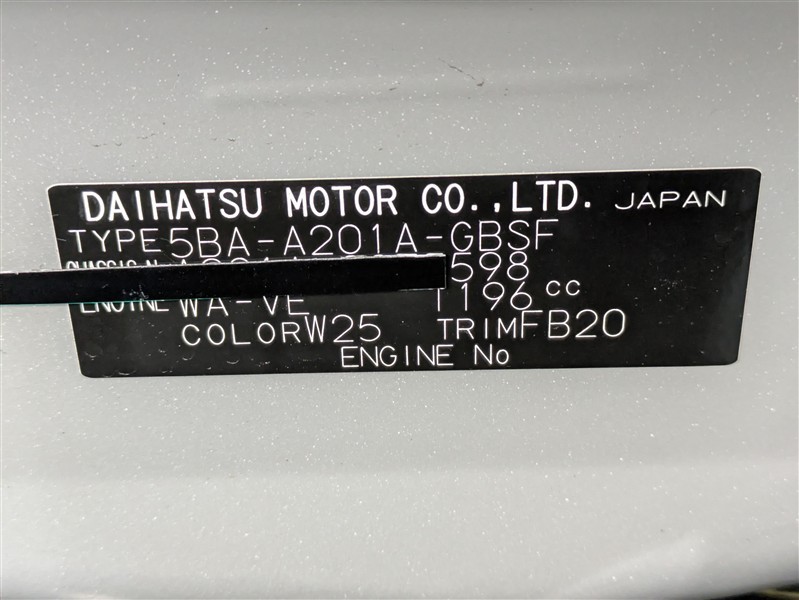 DAIHATSU MOTOR CO.,LTD. JAPAN
TYPE 5BA-A201A-GBSF
598
ENGINE WA-VE 1196 cc
COLOR W25 TRIM FB20
ENGINE No